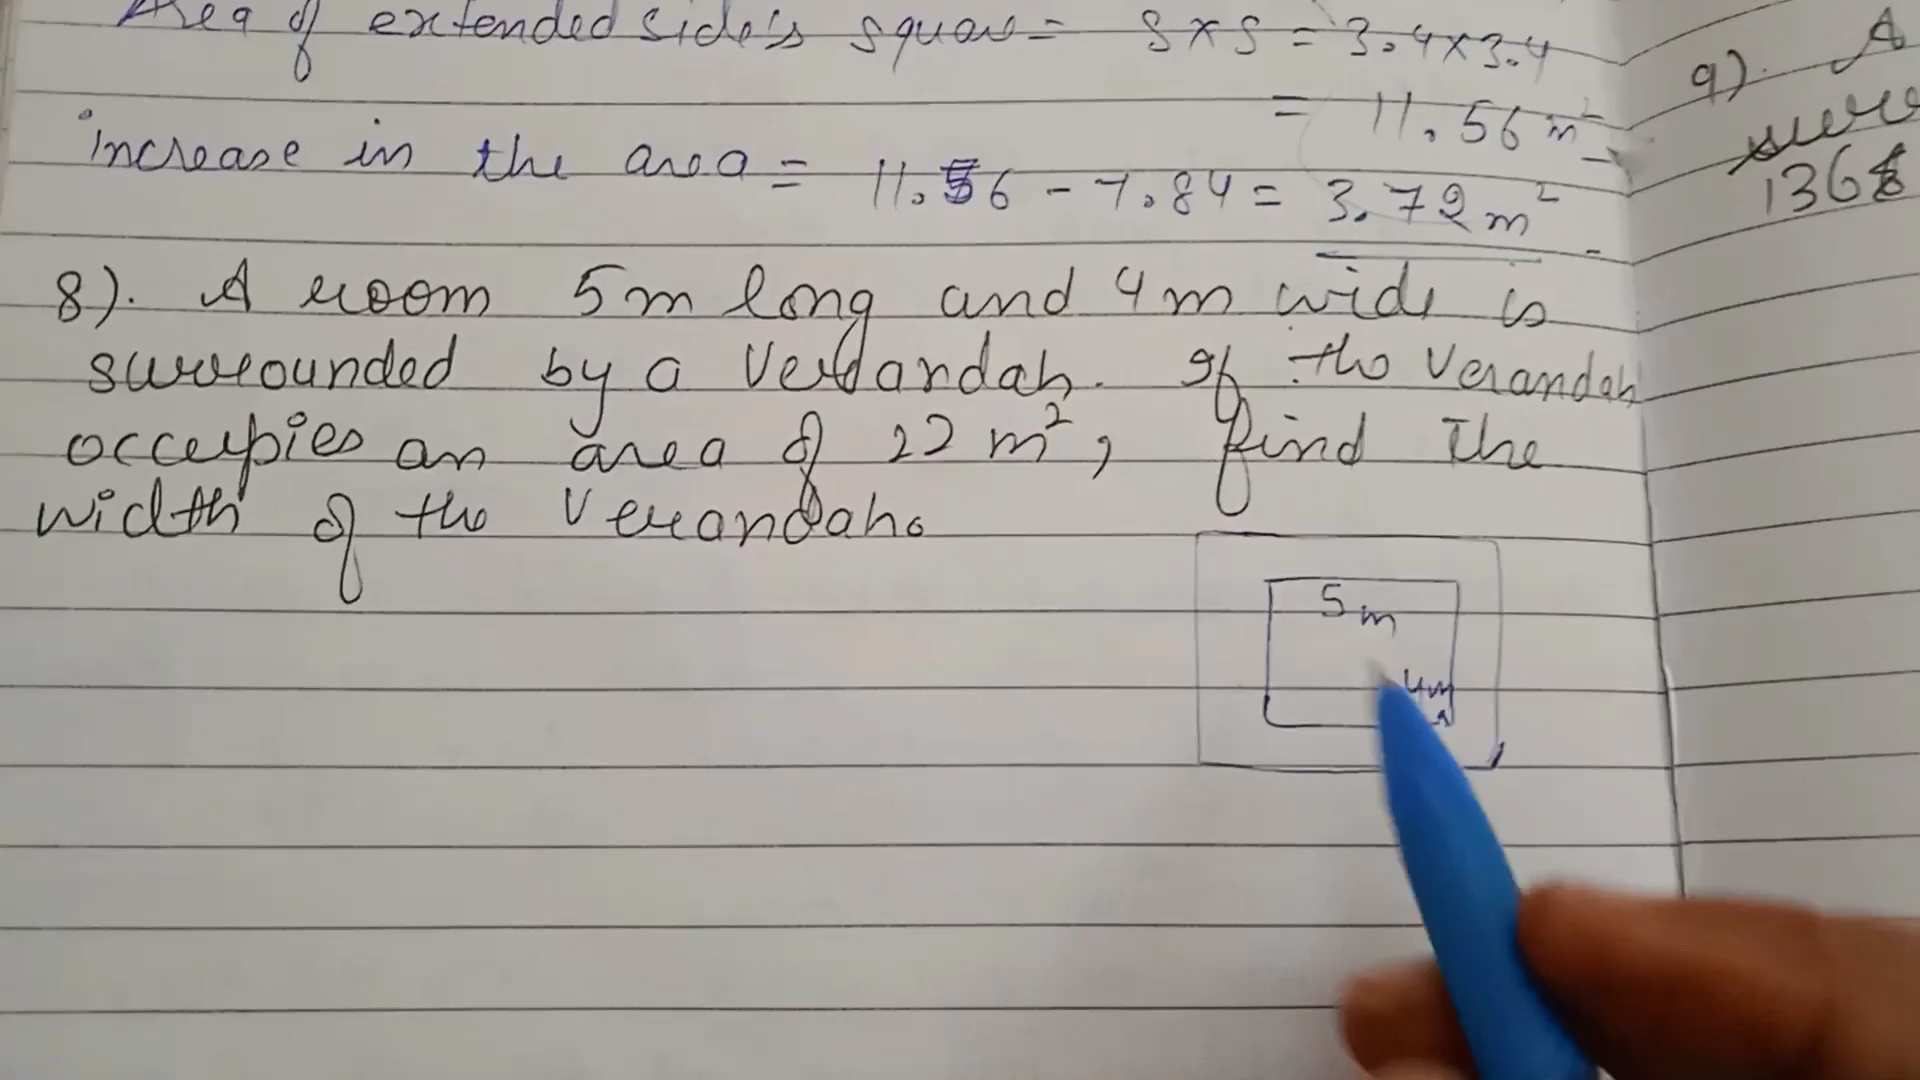 Area of extended side's square = S x S = 3.4 x 3.4
= 11.56 m²
increase in the area = 11.56 - 7.84 = 3.72 m²
8). A room 5m long and 4m wide is
surrounded by a Verandah. If the Verandah
occupies an area of 22 m², find the
width of the Verandah.
5m
4m
9). A
136